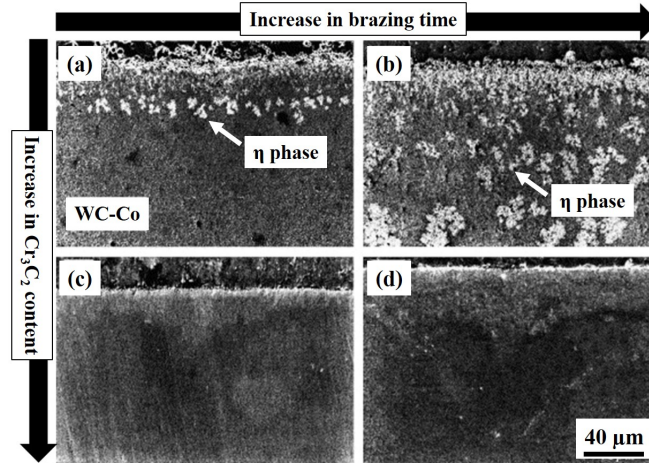 Increase in brazing time
(a)
(b)
η phase
η phase
WC-Co
Increase in Cr₃C₂ content
(c)
(d)
40 μm